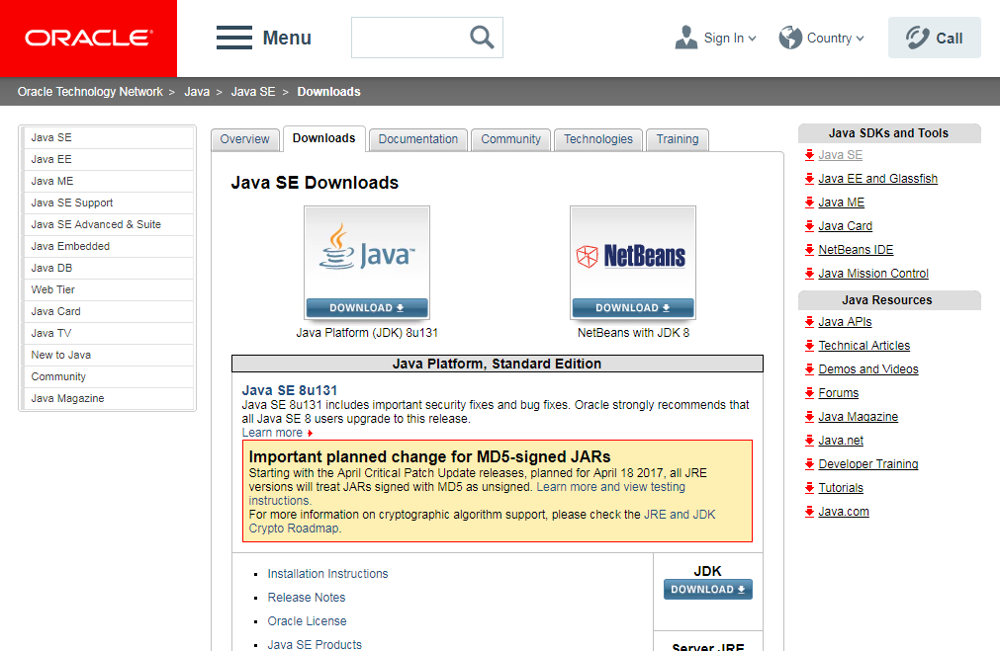 ORACLE
Menu
Sign In
Country
Call
Oracle Technology Network > Java > Java SE > Downloads
Java SE
Java EE
Java ME
Java SE Support
Java SE Advanced & Suite
Java Embedded
Java DB
Web Tier
Java Card
Java TV
New to Java
Community
Java Magazine
Overview
Downloads
Documentation
Community
Technologies
Training
Java SE Downloads
Java™
DOWNLOAD
Java Platform (JDK) 8u131
NetBeans
DOWNLOAD
NetBeans with JDK 8
Java Platform, Standard Edition
Java SE 8u131
Java SE 8u131 includes important security fixes and bug fixes. Oracle strongly recommends that
all Java SE 8 users upgrade to this release.
Learn more
Important planned change for MD5-signed JARs
Starting with the April Critical Patch Update releases, planned for April 18 2017, all JRE
versions will treat JARs signed with MD5 as unsigned. Learn more and view testing
instructions.
For more information on cryptographic algorithm support, please check the JRE and JDK
Crypto Roadmap.
Installation Instructions
Release Notes
Oracle License
Java SE Products
JDK
DOWNLOAD
Server JRE
Java SDKs and Tools
Java SE
Java EE and Glassfish
Java ME
Java Card
NetBeans IDE
Java Mission Control
Java Resources
Java APIs
Technical Articles
Demos and Videos
Forums
Java Magazine
Java.net
Developer Training
Tutorials
Java.com